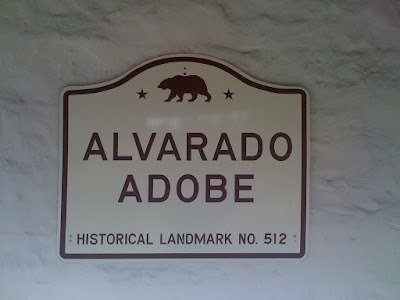 ALVARADO
ADOBE
HISTORICAL LANDMARK NO. 512